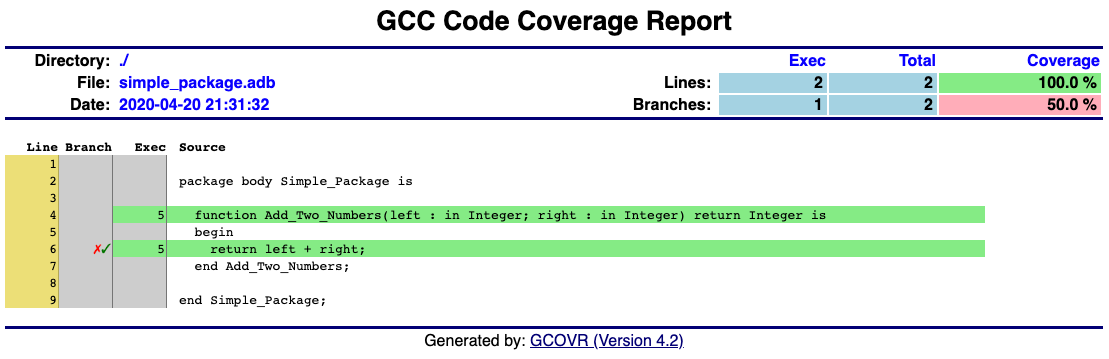 GCC Code Coverage Report
Directory: ./ Exec Total Coverage
File: simple_package.adb Lines: 2 2 100.0 %
Date: 2020-04-20 21:31:32 Branches: 1 2 50.0 %
Line Branch Exec Source
1
2 package body Simple_Package is
3
4 5 function Add_Two_Numbers(left : in Integer; right : in Integer) return Integer is
5 begin
6 ✗✓ 5 return left + right;
7 end Add_Two_Numbers;
8
9 end Simple_Package;
Generated by: GCOVR (Version 4.2)